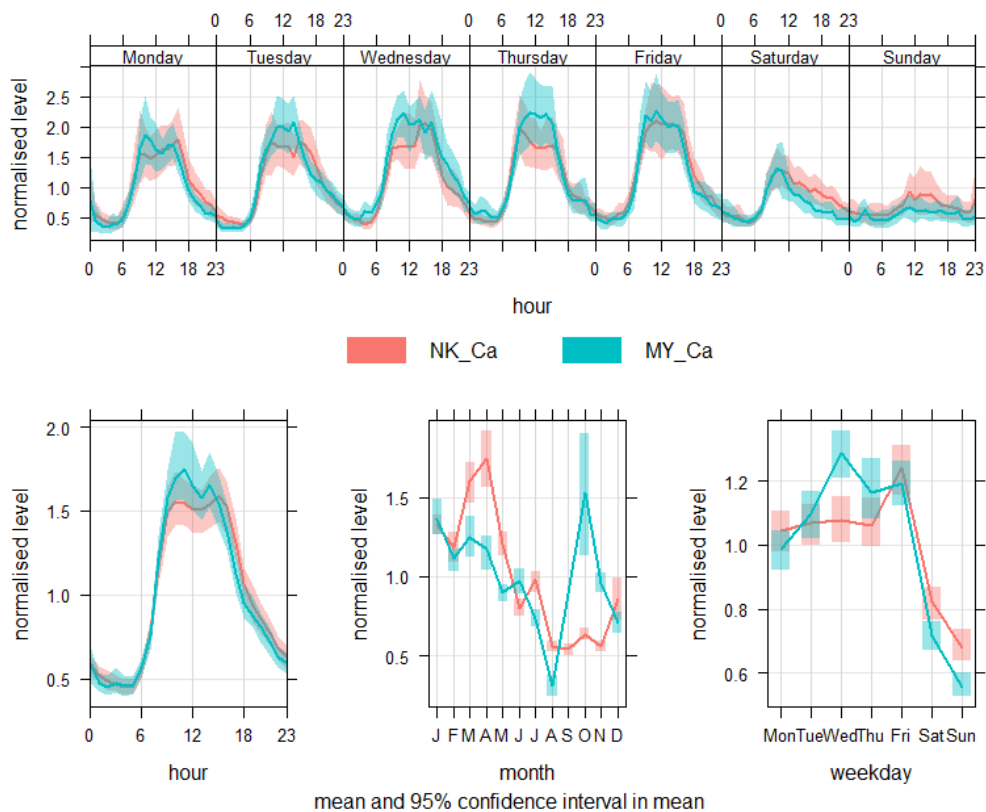 0 6 12 18 23 0 6 12 18 23 0 6 12 18 23
Monday Tuesday Wednesday Thursday Friday Saturday Sunday
normalised level
2.5
2.0
1.5
1.0
0.5
0 6 12 18 23 0 6 12 18 23 0 6 12 18 23 0 6 12 18 23
hour
NK_Ca MY_Ca
normalised level
2.0
1.5
1.0
0.5
0 6 12 18 23
hour
normalised level
1.5
1.0
0.5
J F M A M J J A S O N D
month
normalised level
1.2
1.0
0.8
0.6
Mon Tue Wed Thu Fri Sat Sun
weekday
mean and 95% confidence interval in mean